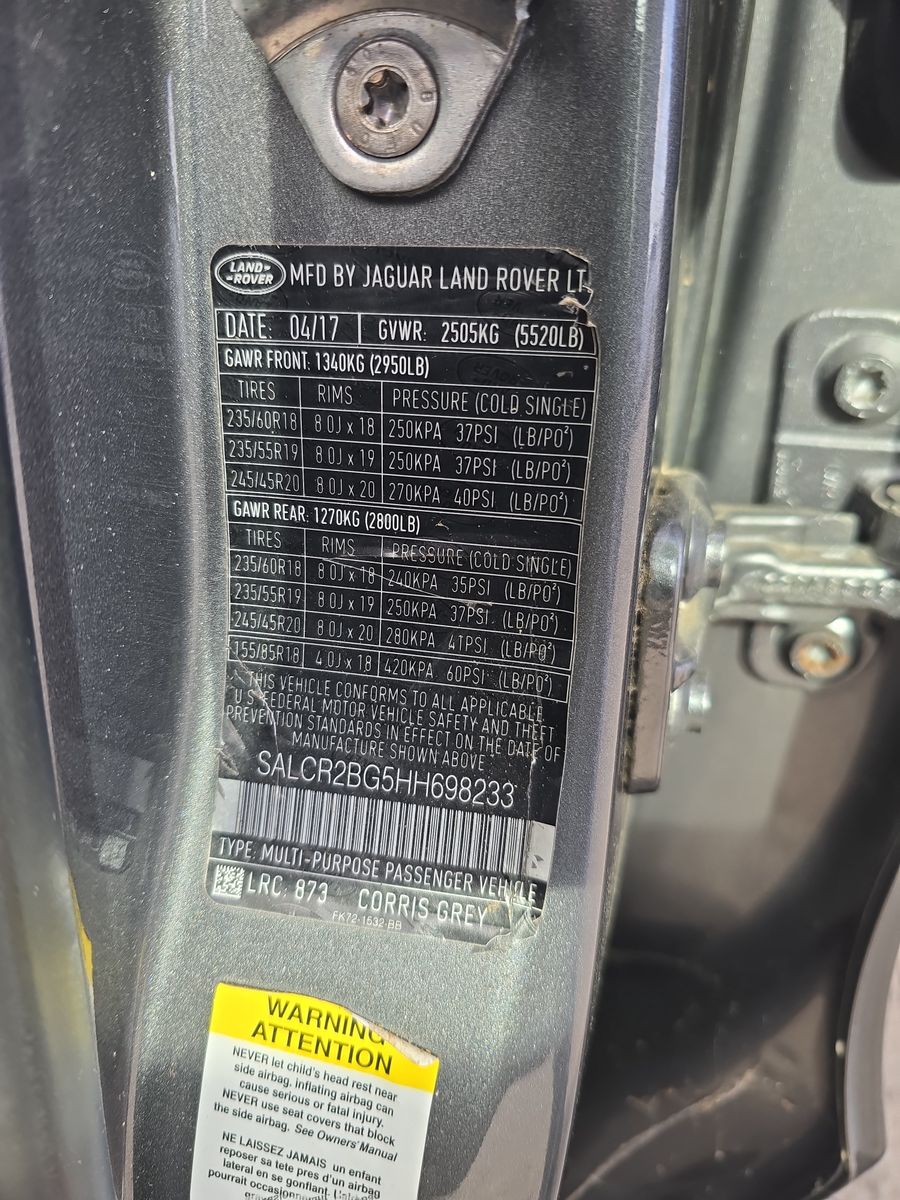 LAND-
-ROVER
MFD BY JAGUAR LAND ROVER LT
DATE: 04/17 GVWR: 2505KG (5520LB)
GAWR FRONT: 1340KG (2950LB)
TIRES RIMS PRESSURE (COLD SINGLE)
235/60R18 8.0J x 18 250KPA 37PSI (LB/PO²)
235/55R19 8.0J x 19 250KPA 37PSI (LB/PO²)
245/45R20 8.0J x 20 270KPA 40PSI (LB/PO²)
GAWR REAR: 1270KG (2800LB)
TIRES RIMS PRESSURE (COLD SINGLE)
235/60R18 8.0J x 18 240KPA 35PSI (LB/PO²)
235/55R19 8.0J x 19 250KPA 37PSI (LB/PO²)
245/45R20 8.0J x 20 280KPA 41PSI (LB/PO²)
155/85R18 4.0J x 18 420KPA 60PSI (LB/PO²)
THIS VEHICLE CONFORMS TO ALL APPLICABLE
U S FEDERAL MOTOR VEHICLE SAFETY AND THEFT
PREVENTION STANDARDS IN EFFECT ON THE DATE OF
MANUFACTURE SHOWN ABOVE
SALCR2BG5HH698233
TYPE: MULTI-PURPOSE PASSENGER VEHICLE
LRC. 873 CORRIS GREY
FK72-1532-BB
WARNING
ATTENTION
NEVER let child's head rest near
side airbag, inflating airbag can
cause serious or fatal injury.
NEVER use seat covers that block
the side airbag. See Owners' Manual
NE LAISSEZ JAMAIS un enfant
reposer sa tete pres d'un airbag
lateral en se gonflant. L'airbag
pourrait occasionner